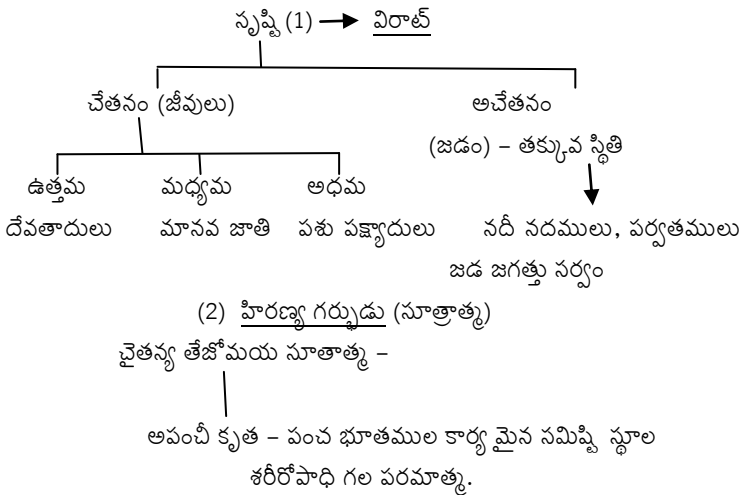 సృష్టి (1) → విరాట్
చేతనం (జీవులు) అచేతనం
(జడం) – తక్కువ స్థితి
ఉత్తమ మధ్యమ అధమ
దేవతాదులు మానవ జాతి పశు పక్ష్యాదులు నదీ నదములు, పర్వతములు
జడ జగత్తు సర్వం
(2) హిరణ్య గర్భుడు (సూత్రాత్మ)
చైతన్య తేజోమయ సూతాత్మ –
అపంచీ కృత – పంచ భూతముల కార్య మైన సమిష్టి స్థూల
శరీరోపాధి గల పరమాత్మ.